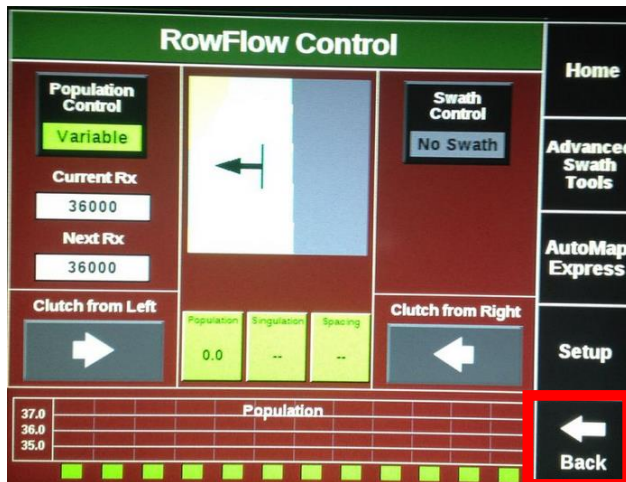 RowFlow Control
Home
Population
Control
Variable
Current Rx
36000
Next Rx
36000
Clutch from Left
Population
0.0
Singulation
--
Spacing
--
Swath
Control
No Swath
Clutch from Right
Advanced
Swath
Tools
AutoMap
Express
Setup
Back
Population
37.0
36.0
35.0